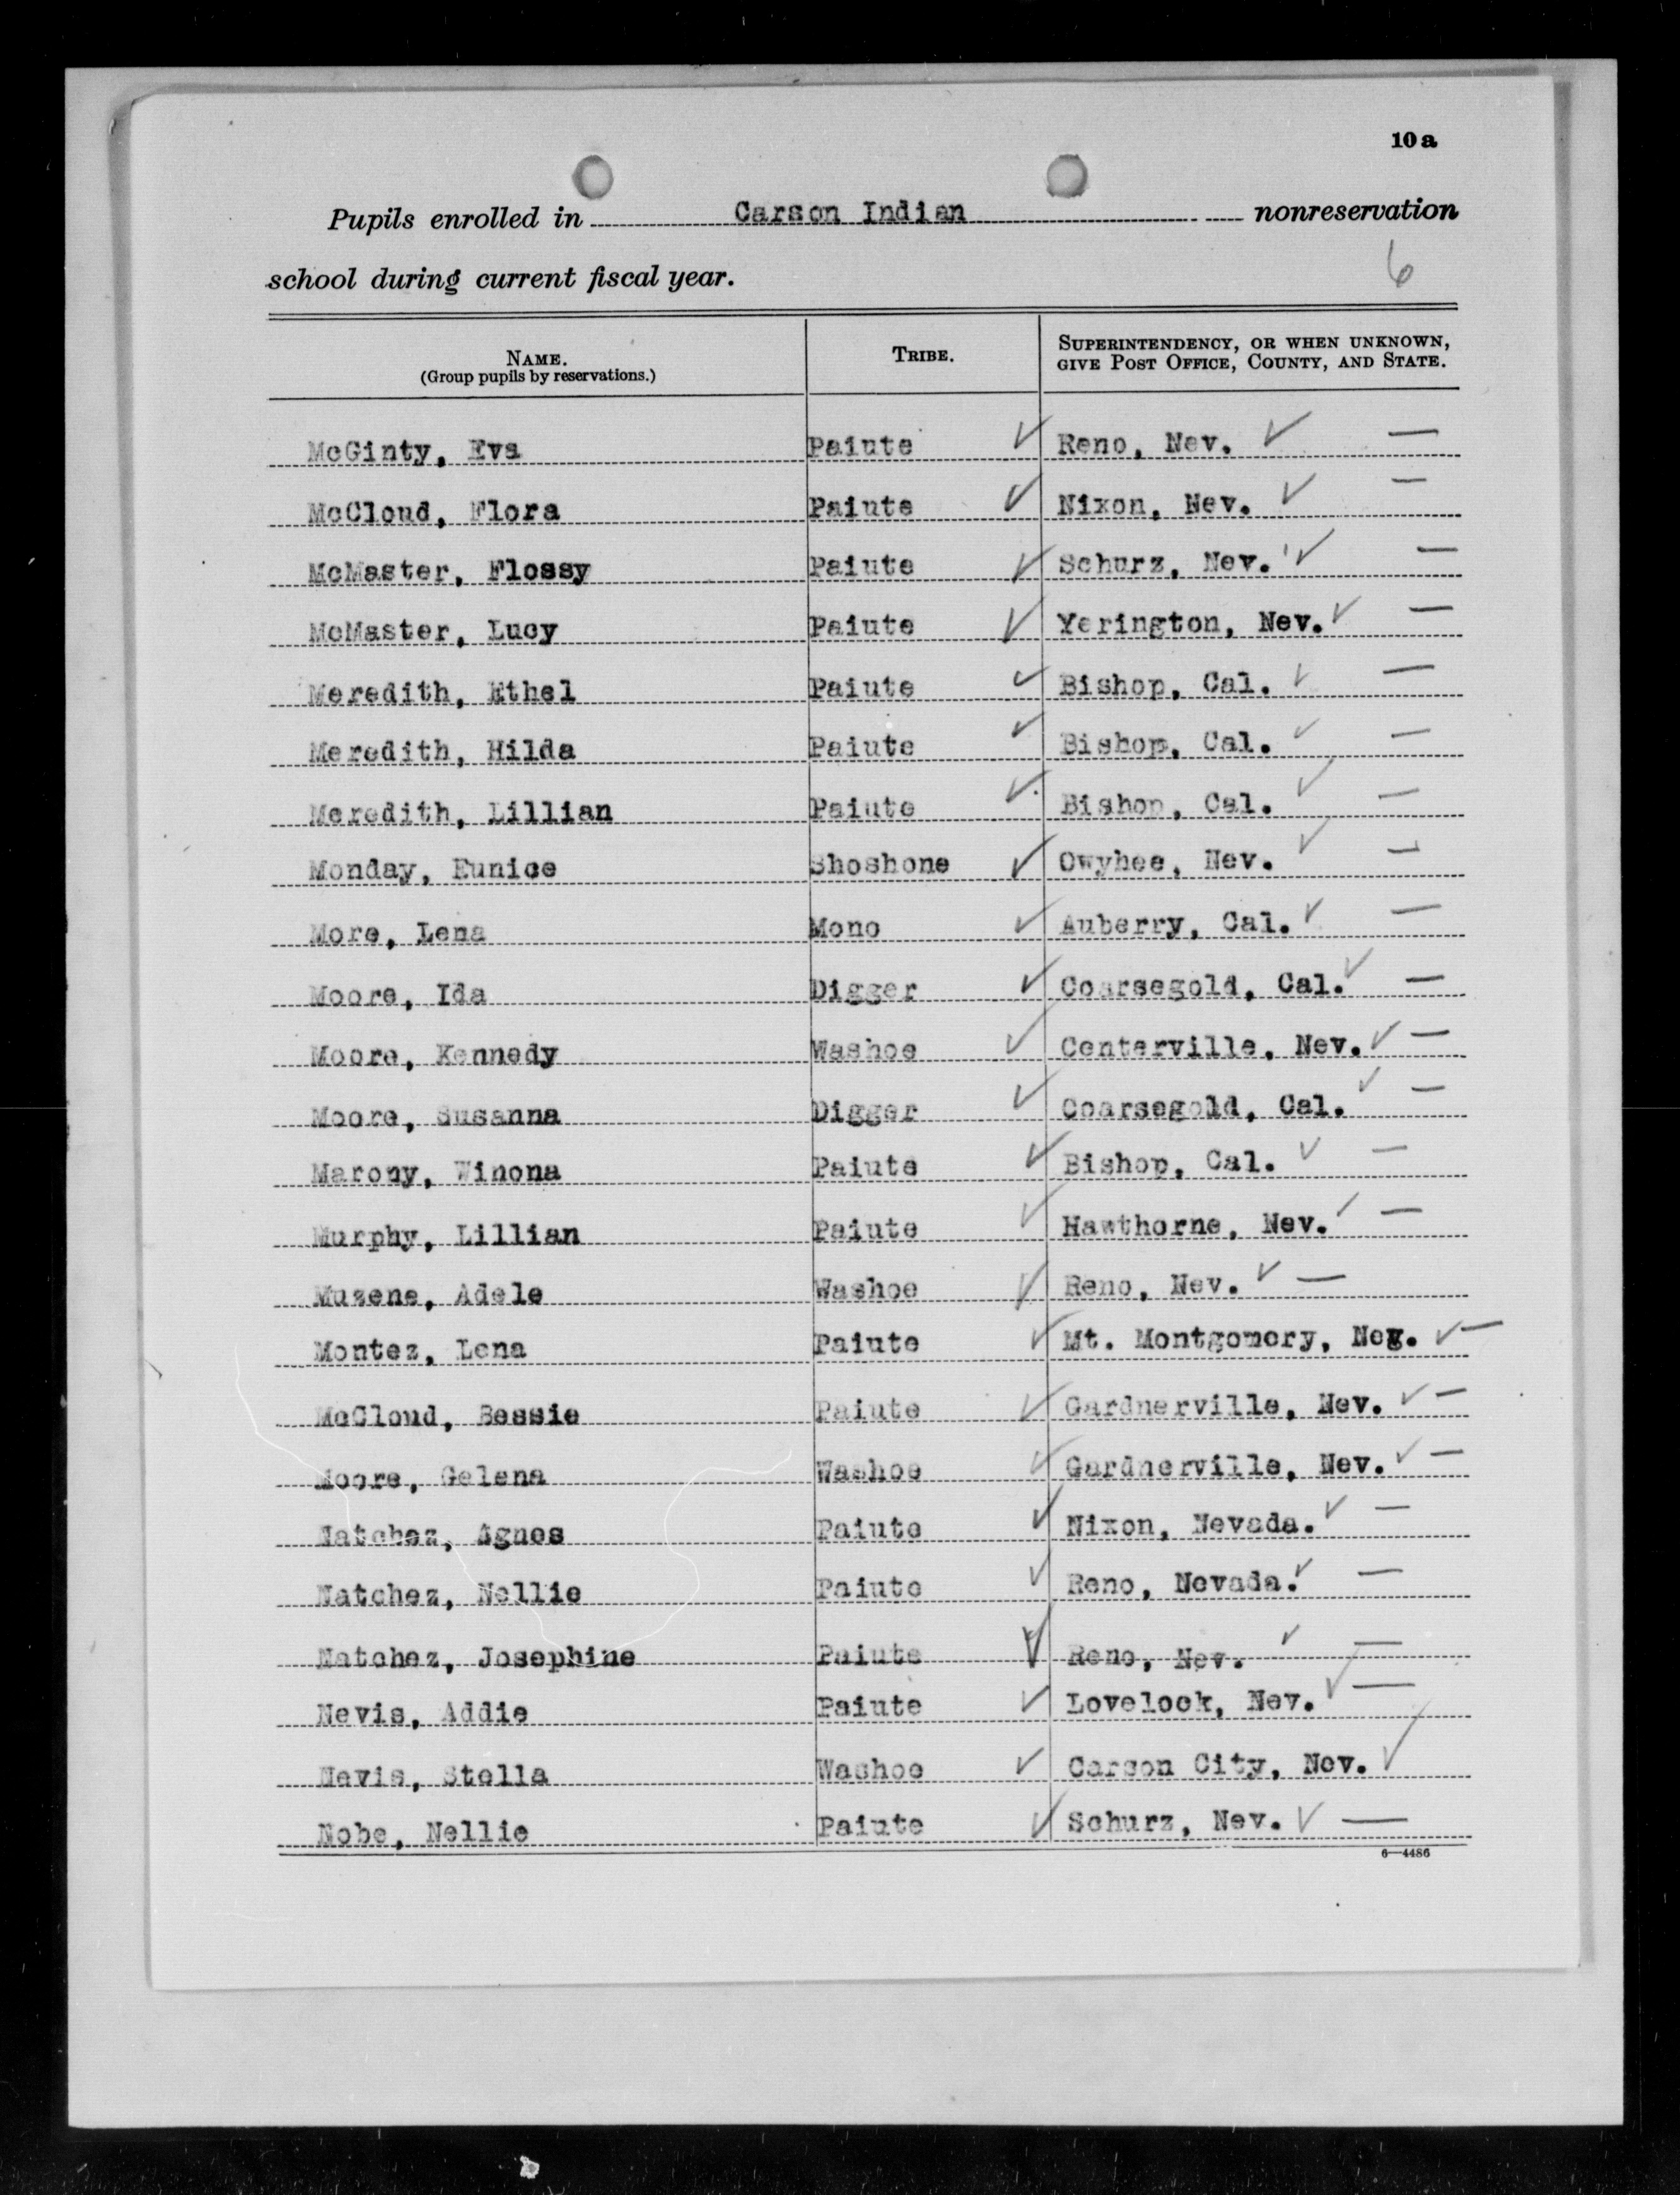 10a
Pupils enrolled in Carson Indian nonreservation
school during current fiscal year.
6
NAME.
(Group pupils by reservations.)
TRIBE.
SUPERINTENDENCY, OR WHEN UNKNOWN,
GIVE POST OFFICE, COUNTY, AND STATE.
McGinty, Eva Paiute ✓ Reno, Nev. ✓ —
McCloud, Flora Paiute ✓ Nixon, Nev. ✓ —
McMaster, Flossy Paiute ✓ Schurz, Nev. ✓ —
McMaster, Lucy Paiute ✓ Yerington, Nev. ✓ —
Meredith, Ethel Paiute ✓ Bishop, Cal. ✓ —
Meredith, Hilda Paiute ✓ Bishop, Cal. ✓ —
Meredith, Lillian Paiute ✓ Bishop, Cal. ✓ —
Monday, Eunice Shoshone ✓ Owyhee, Nev. ✓ —
More, Lena Mono ✓ Auberry, Cal. ✓ —
Moore, Ida Digger ✓ Coarsegold, Cal. ✓ —
Moore, Kennedy Washoe ✓ Centerville, Nev. ✓ —
Moore, Susanna Digger ✓ Coarsegold, Cal. ✓ —
Marony, Winona Paiute ✓ Bishop, Cal. ✓ —
Murphy, Lillian Paiute ✓ Hawthorne, Nev. ✓ —
Muzene, Adele Washoe ✓ Reno, Nev. ✓ —
Montez, Lena Paiute ✓ Mt. Montgomery, Nev. ✓ —
McCloud, Bessie Paiute ✓ Gardnerville, Nev. ✓ —
Moore, Gelena Washoe ✓ Gardnerville, Nev. ✓ —
Natchez, Agnes Paiute ✓ Nixon, Nevada. ✓ —
Natchez, Nellie Paiute ✓ Reno, Nevada. ✓ —
Natchez, Josephine Paiute ✓ Reno, Nev. ✓ —
Nevis, Addie Paiute ✓ Lovelock, Nev. ✓ —
Nevis, Stella Washoe ✓ Carson City, Nev. ✓
Nobe, Nellie Paiute ✓ Schurz, Nev. ✓ —
6—4486